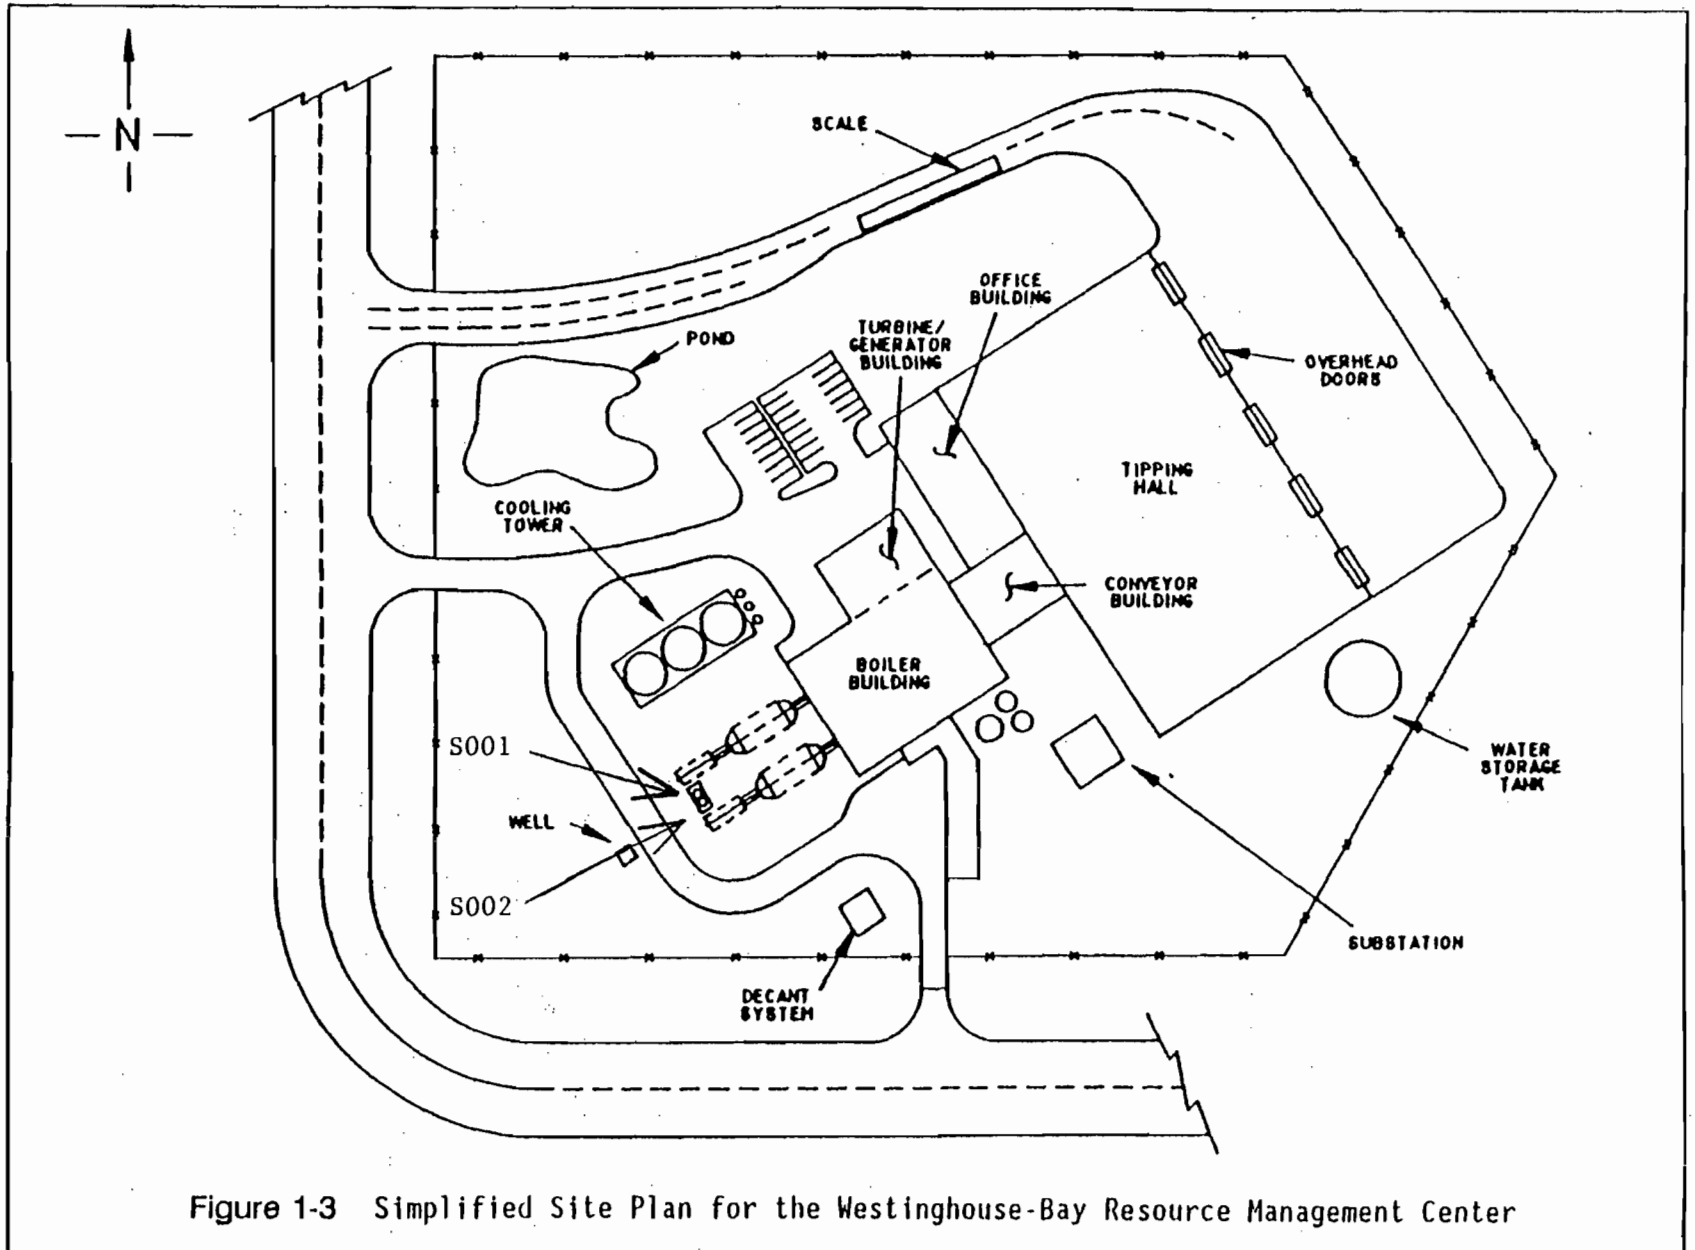 N
SCALE
OFFICE
BUILDING
TURBINE/
GENERATOR
BUILDING
POND
OVERHEAD
DOORS
TIPPING
HALL
COOLING
TOWER
CONVEYOR
BUILDING
BOILER
BUILDING
S001
WATER
STORAGE
TANK
WELL
S002
SUBSTATION
DECANT
SYSTEM
Figure 1-3 Simplified Site Plan for the Westinghouse-Bay Resource Management Center